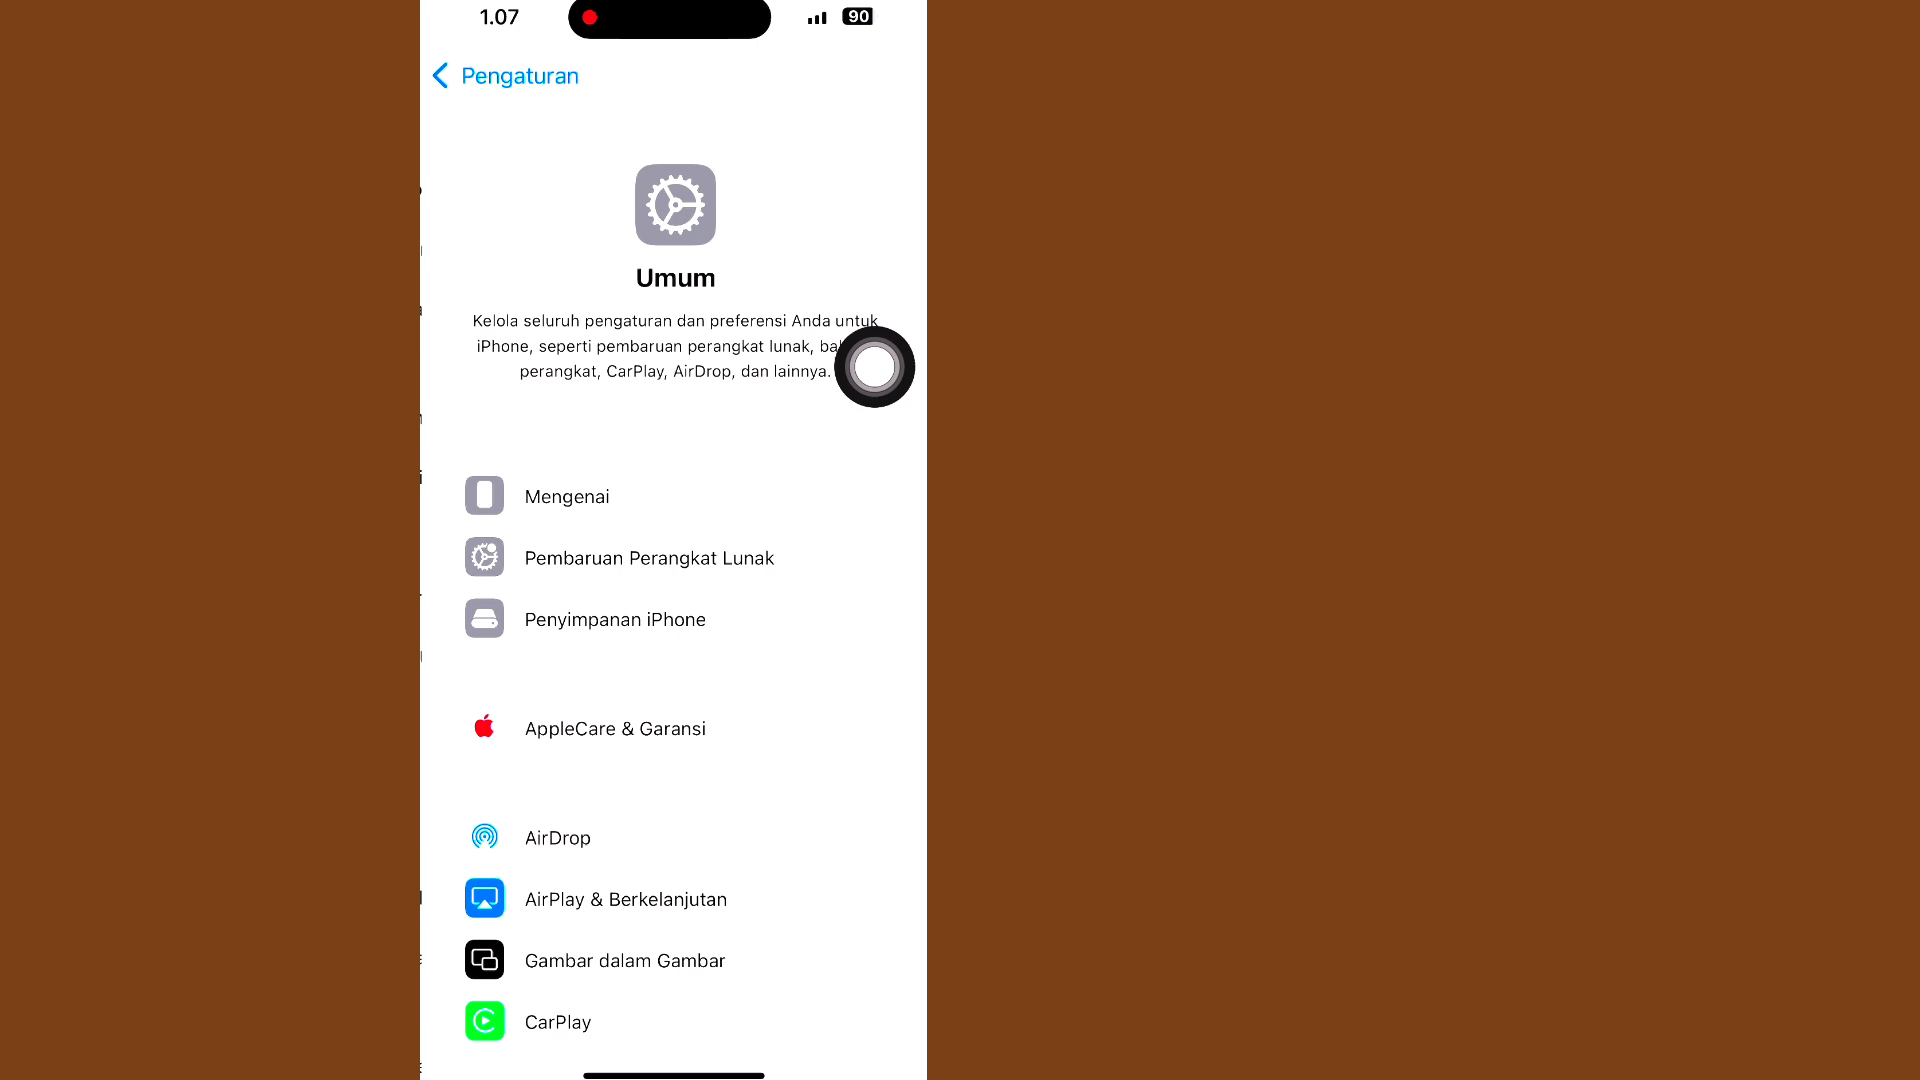 1.07
90
Pengaturan
Umum
Kelola seluruh pengaturan dan preferensi Anda untuk
iPhone, seperti pembaruan perangkat lunak,
perangkat, CarPlay, AirDrop, dan lainnya.
Mengenai
Pembaruan Perangkat Lunak
Penyimpanan iPhone
AppleCare & Garansi
AirDrop
AirPlay & Berkelanjutan
Gambar dalam Gambar
CarPlay